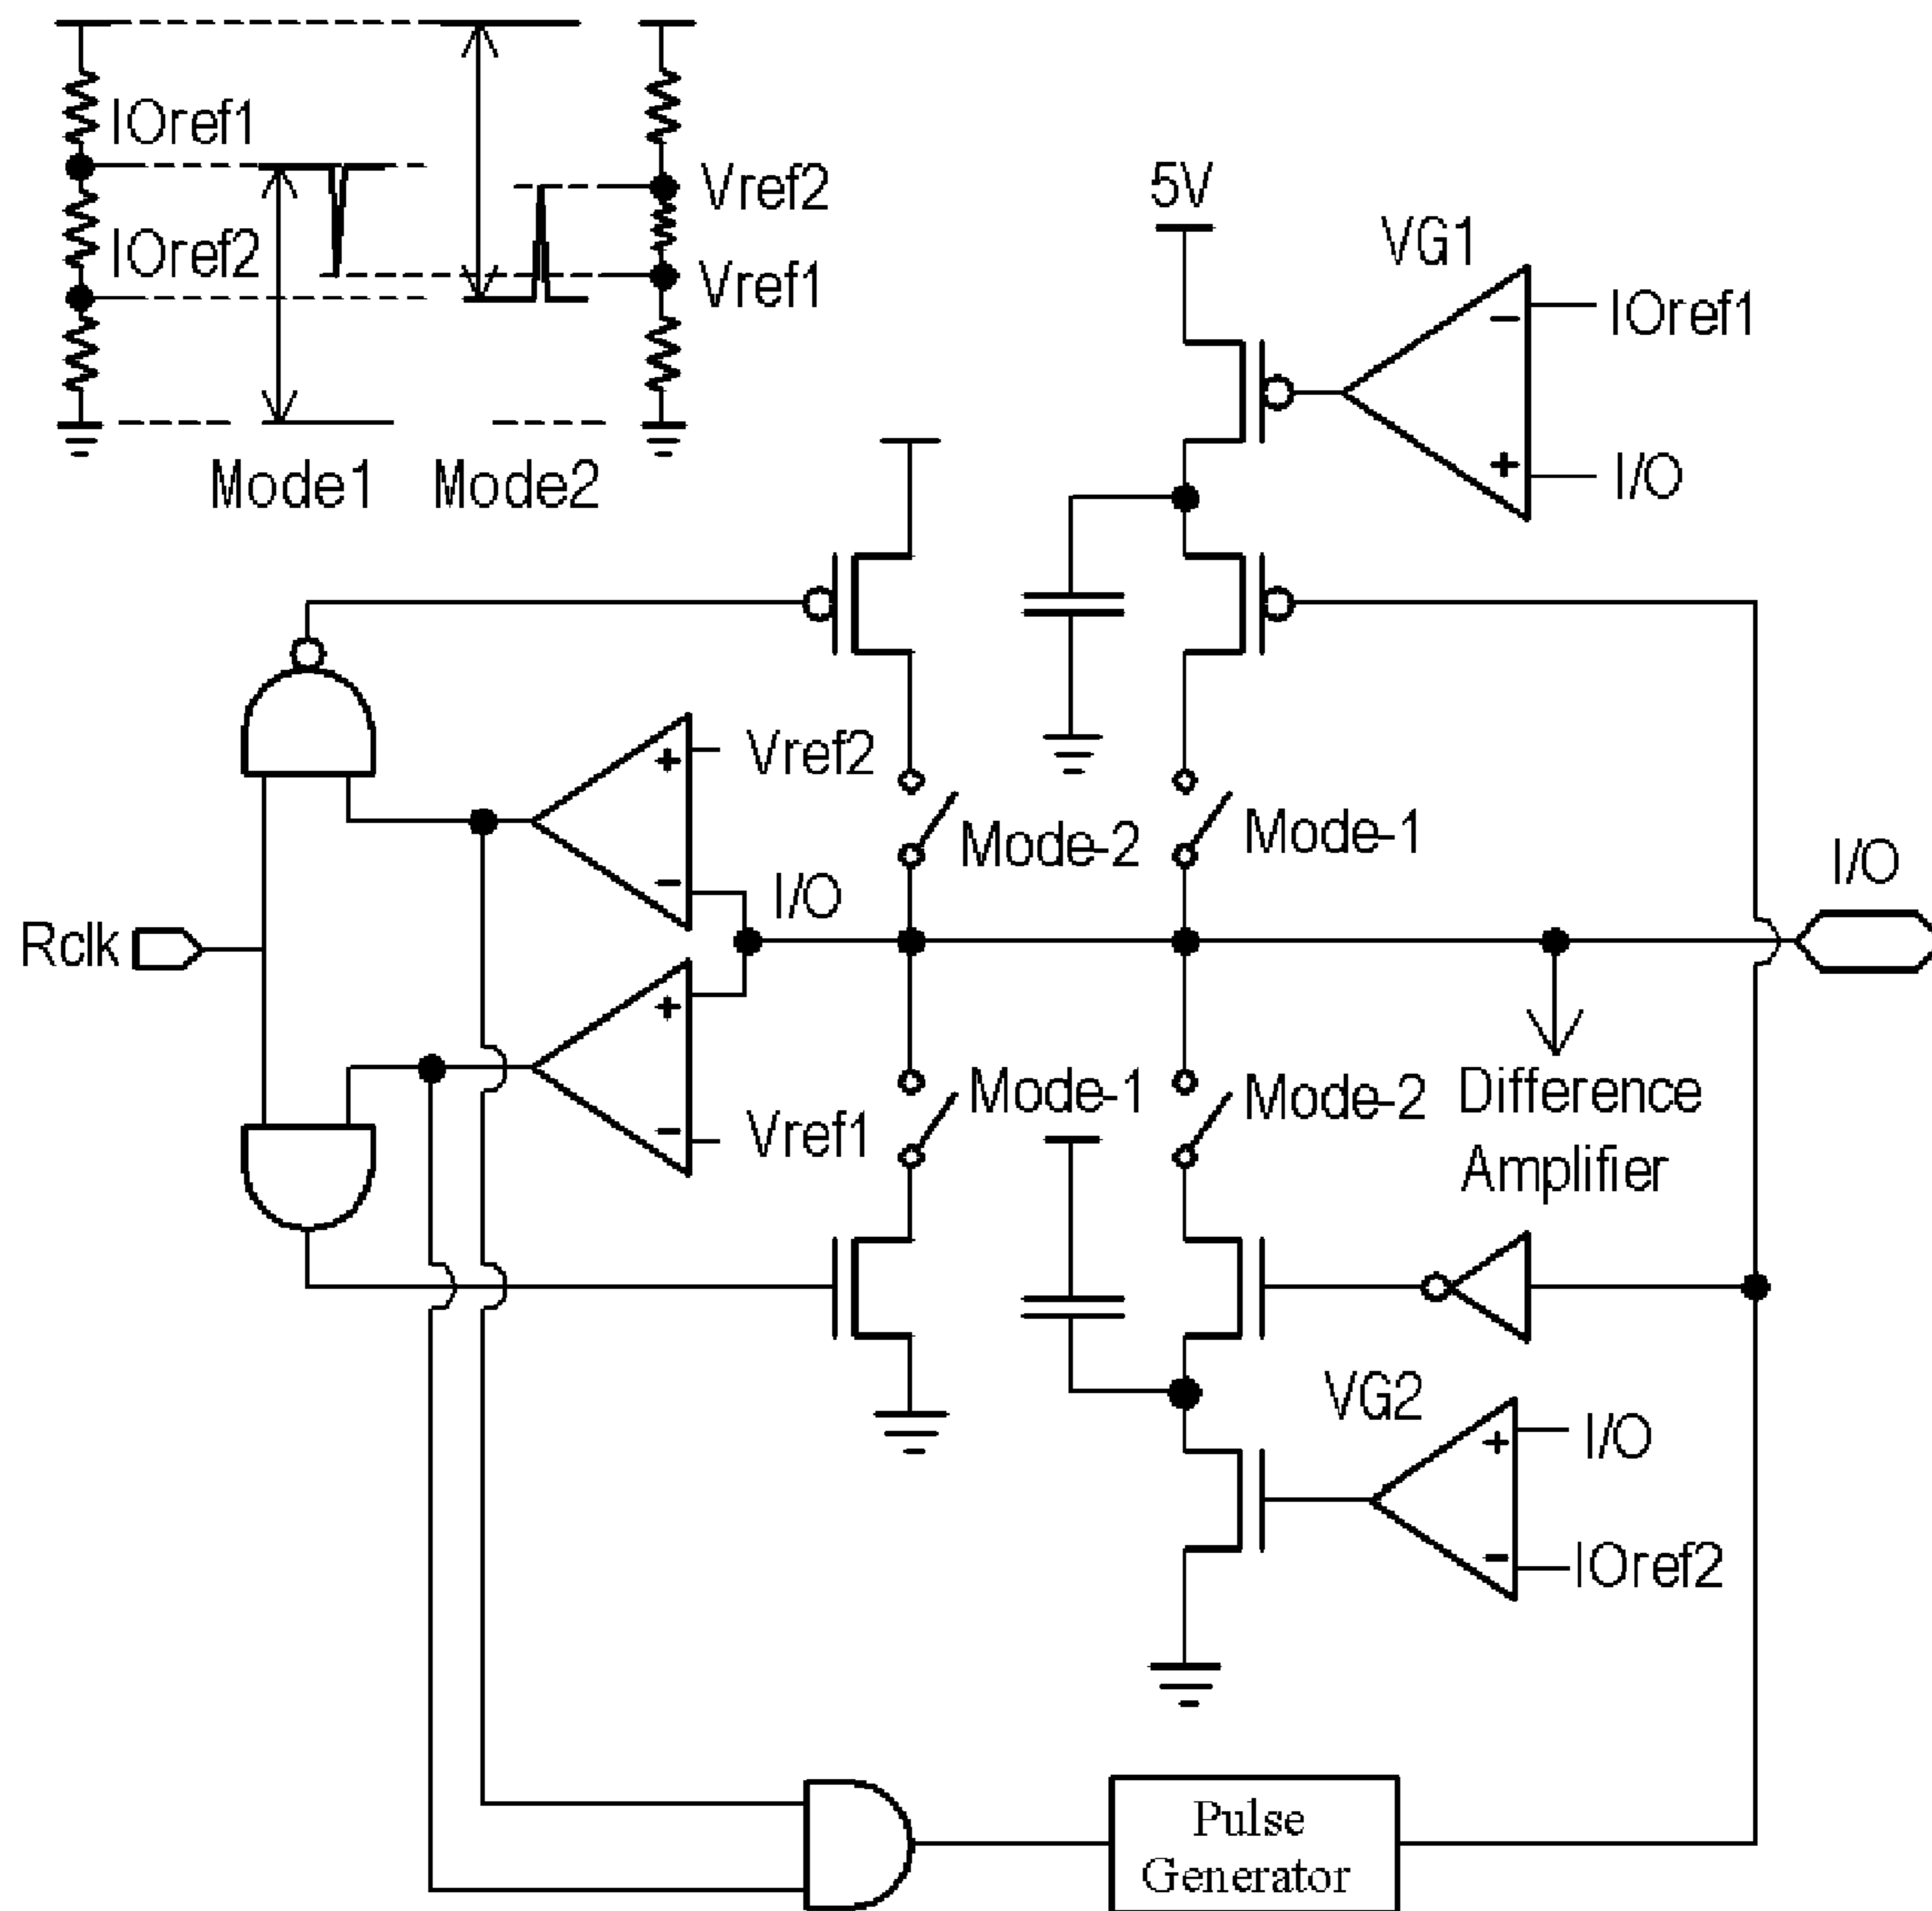 IOref1
IOref2
Vref2
Vref1
Mode1
Mode2
5V
VG1
IOref1
-
+
I/O
Vref2
+
-
I/O
Mode-2
Mode-1
I/O
Rclk
+
-
Vref1
Mode-1
Mode-2
Difference
Amplifier
VG2
+
I/O
-
IOref2
Pulse
Generator